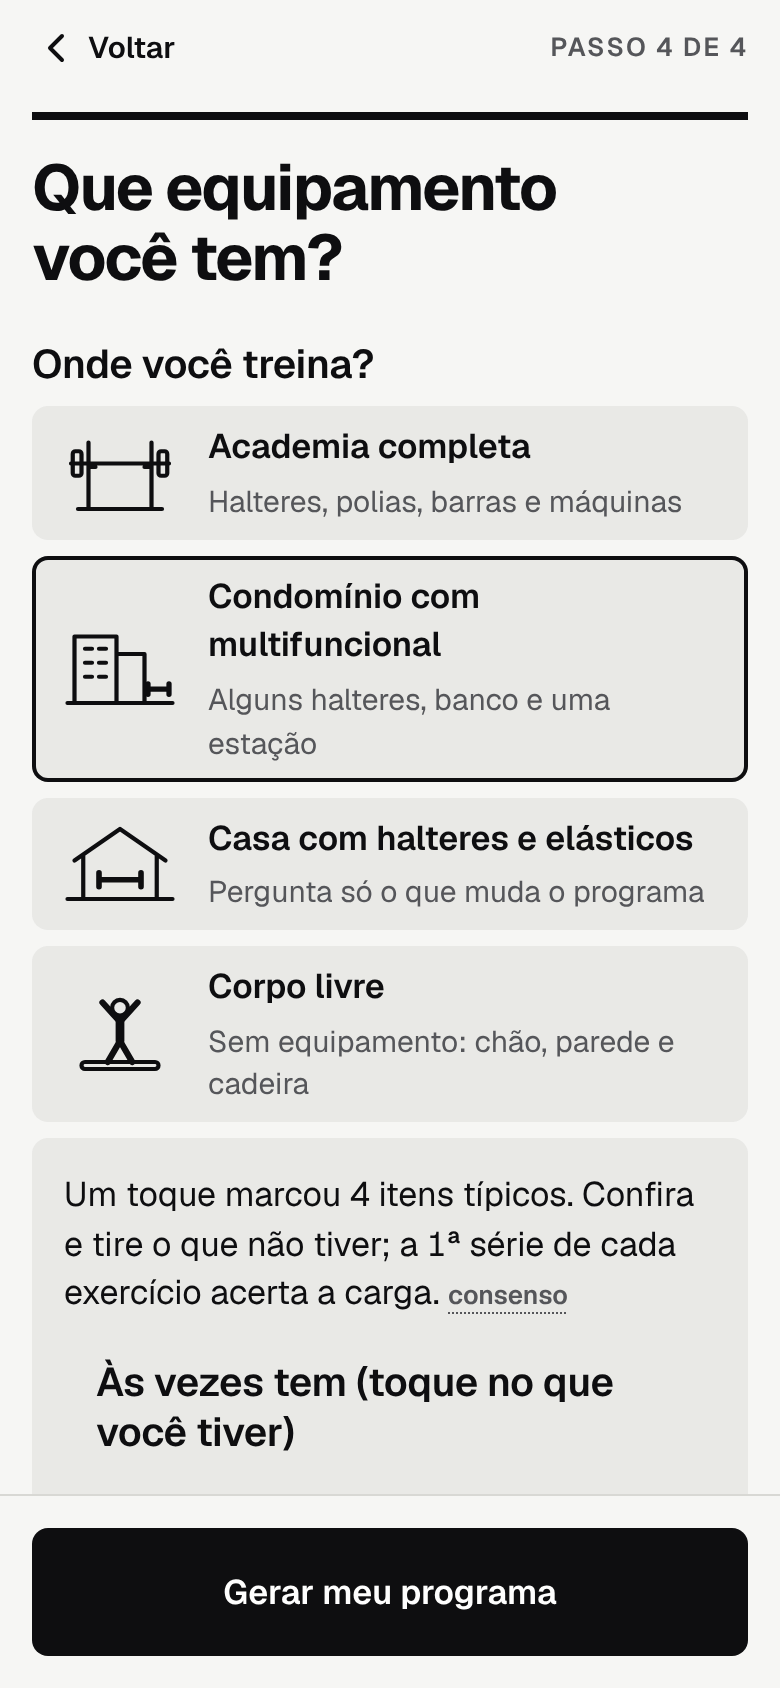 Voltar
PASSO 4 DE 4
Que equipamento
você tem?
Onde você treina?
Academia completa
Halteres, polias, barras e máquinas
Condomínio com
multifuncional
Alguns halteres, banco e uma
estação
Casa com halteres e elásticos
Pergunta só o que muda o programa
Corpo livre
Sem equipamento: chão, parede e
cadeira
Um toque marcou 4 itens típicos. Confira
e tire o que não tiver; a 1ª série de cada
exercício acerta a carga. consenso
Às vezes tem (toque no que
você tiver)
Gerar meu programa